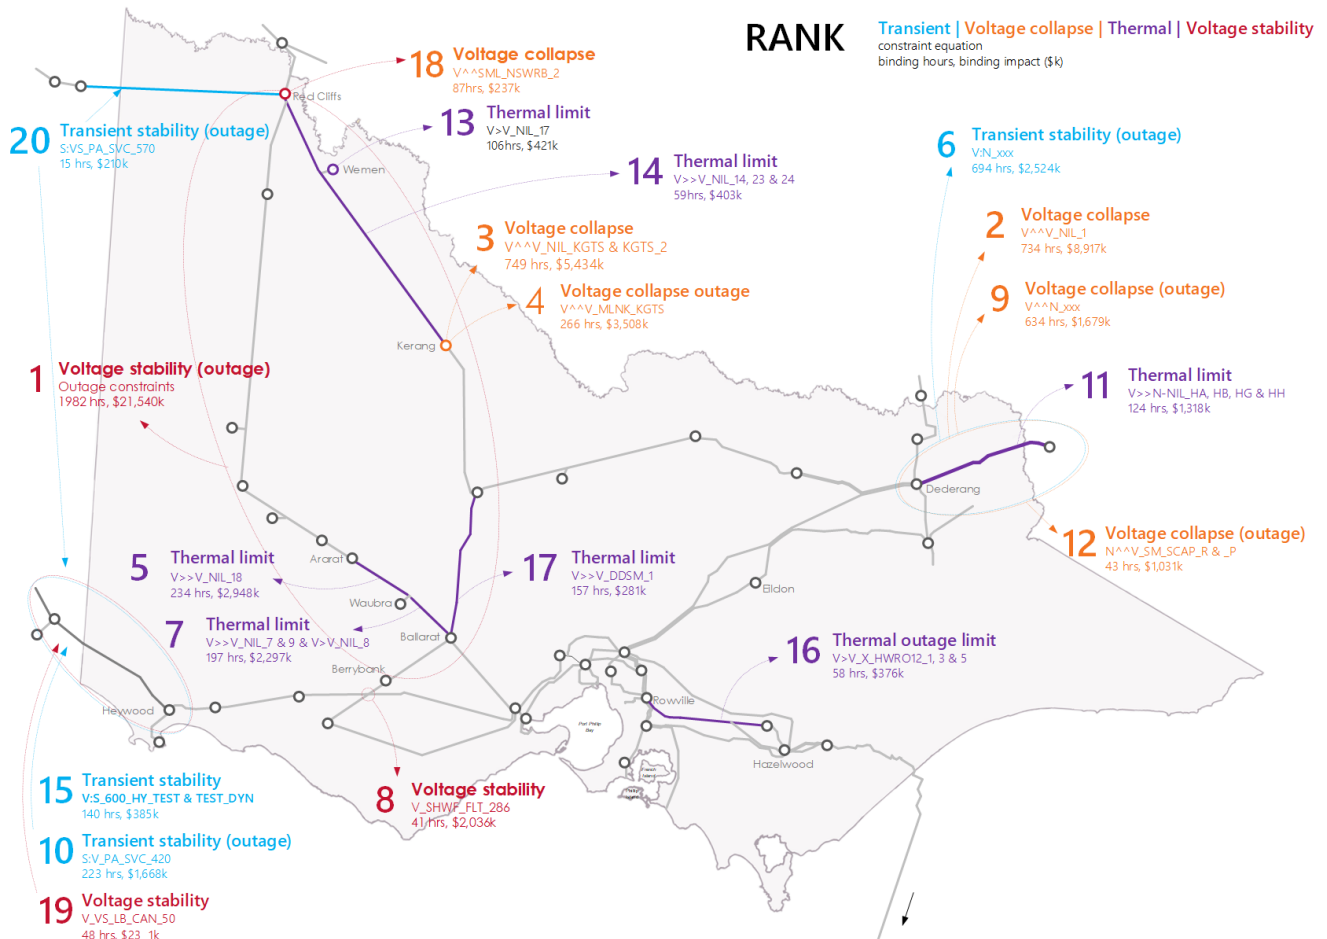 RANK
Transient | Voltage collapse | Thermal | Voltage stability
constraint equation
binding hours, binding impact ($k)
18 Voltage collapse
V^^SML_NSWRB_2
87hrs, $237k
Red Cliffs
13 Thermal limit
V>V_NIL_17
106hrs, $421k
20 Transient stability (outage)
S:VS_PA_SVC_570
15 hrs, $210k
6 Transient stability (outage)
V:N_xxx
694 hrs, $2,524k
Wemen
14 Thermal limit
V>>V_NIL_14, 23 & 24
59hrs, $403k
2 Voltage collapse
V^^V_NIL_1
734 hrs, $8,917k
3 Voltage collapse
V^^V_NIL_KGTS & KGTS_2
749 hrs, $5,434k
4 Voltage collapse outage
V^^V_MLNK_KGTS
266 hrs, $3,508k
9 Voltage collapse (outage)
V^^N_xxx
634 hrs, $1,679k
Kerang
1 Voltage stability (outage)
Outage constraints
1982 hrs, $21,540k
11 Thermal limit
V>>N-NIL_HA, HB, HG & HH
124 hrs, $1,318k
Dederang
12 Voltage collapse (outage)
N^^V_SM_SCAP_R & _P
43 hrs, $1,031k
Ararat
5 Thermal limit
V>>V_NIL_18
234 hrs, $2,948k
17 Thermal limit
V>>V_DDSM_1
157 hrs, $281k
Eildon
Waubra
7 Thermal limit
V>>V_NIL_7 & 9 & V>V_NIL_8
197 hrs, $2,297k
Ballarat
16 Thermal outage limit
V>V_X_HWRO12_1, 3 & 5
58 hrs, $376k
Berrybank
Rowville
Heywood
Port Philip
Bay
Hazelwood
French
Island
15 Transient stability
V:S_600_HY_TEST & TEST_DYN
140 hrs, $385k
8 Voltage stability
V_SHWF_FLT_286
41 hrs, $2,036k
10 Transient stability (outage)
S:V_PA_SVC_420
223 hrs, $1,668k
19 Voltage stability
V_VS_LB_CAN_50
48 hrs,